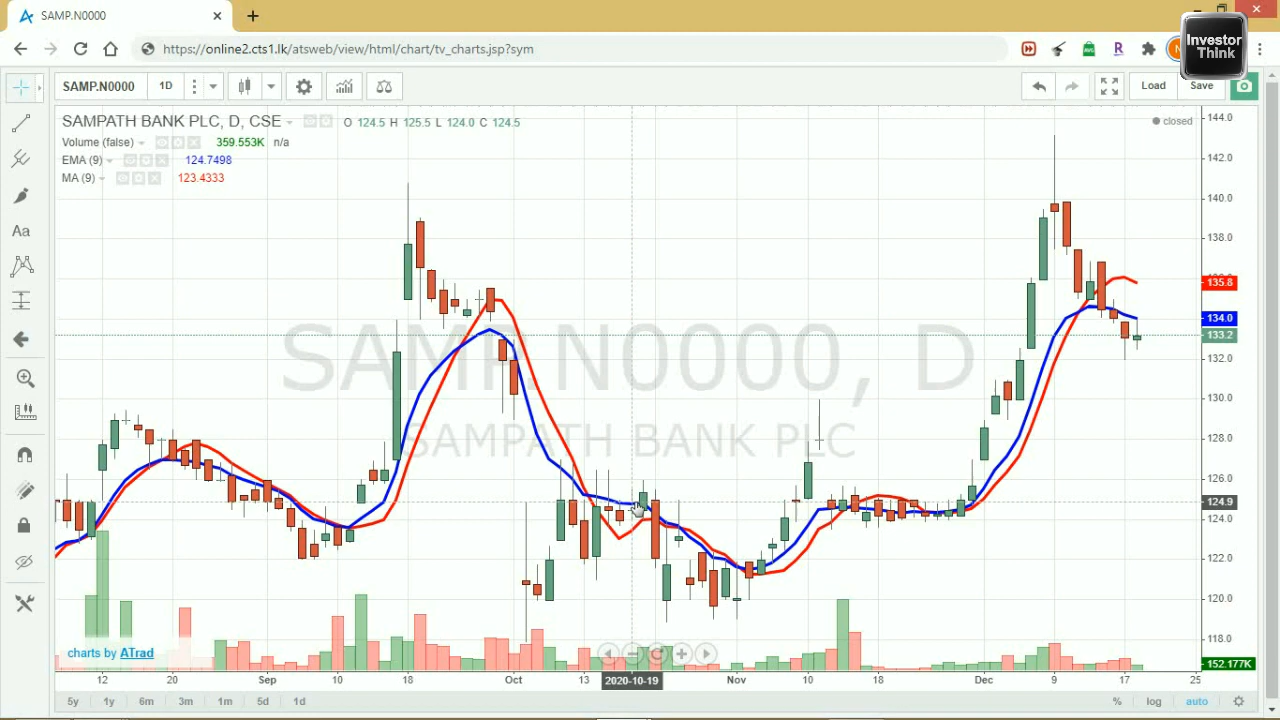 SAMP.N0000
https://online2.cts1.lk/atsweb/view/html/chart/tv_charts.jsp?sym
Investor
Think
SAMP.N0000 1D Load Save
SAMPATH BANK PLC, D, CSE O 124.5 H 125.5 L 124.0 C 124.5 closed
Volume (false) 359.553K n/a
EMA (9) 124.7498
MA (9) 123.4333
144.0
142.0
140.0
138.0
135.8
134.0
133.2
132.0
130.0
128.0
126.0
124.9
124.0
122.0
120.0
118.0
152.177K
SAMP.N0000, D
SAMPATH BANK PLC
charts by ATrad
12 20 Sep 10 18 Oct 13 2020-10-19 Nov 10 18 Dec 9 17 25
5y 1y 6m 3m 1m 5d 1d % log auto